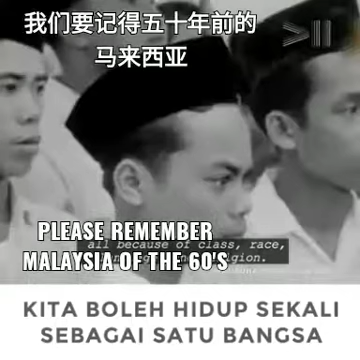 我们要记得五十年前的
马来西亚
PLEASE REMEMBER
all because of class, race,
MALAYSIA OF THE 60'S
religion.
KITA BOLEH HIDUP SEKALI
SEBAGAI SATU BANGSA